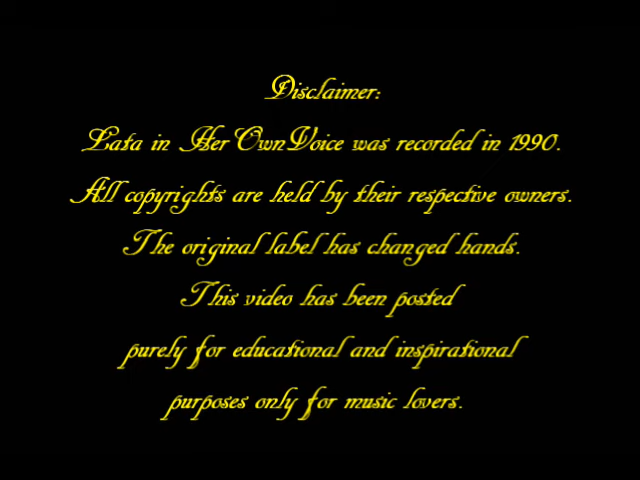 Disclaimer:
Lata in Her Own Voice was recorded in 1990.
All copyrights are held by their respective owners.
The original label has changed hands.
This video has been posted
purely for educational and inspirational
purposes only for music lovers.